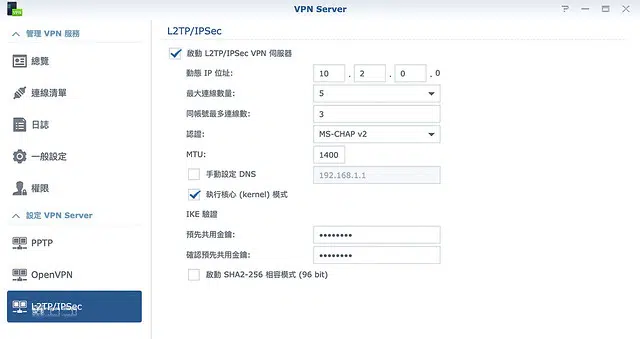 VPN
VPN Server
管理 VPN 服務
總覽
連線清單
日誌
一般設定
權限
設定 VPN Server
PPTP
OpenVPN
L2TP/IPSec
L2TP/IPSec
啟動 L2TP/IPSec VPN 伺服器
動態 IP 位址: 10 . 2 . 0 . 0
最大連線數量: 5
同帳號最多連線數: 3
認證: MS-CHAP v2
MTU: 1400
手動設定 DNS 192.168.1.1
執行核心 (kernel) 模式
IKE 驗證
預先共用金鑰: ••••••••
確認預先共用金鑰: ••••••••
啟動 SHA2-256 相容模式 (96 bit)